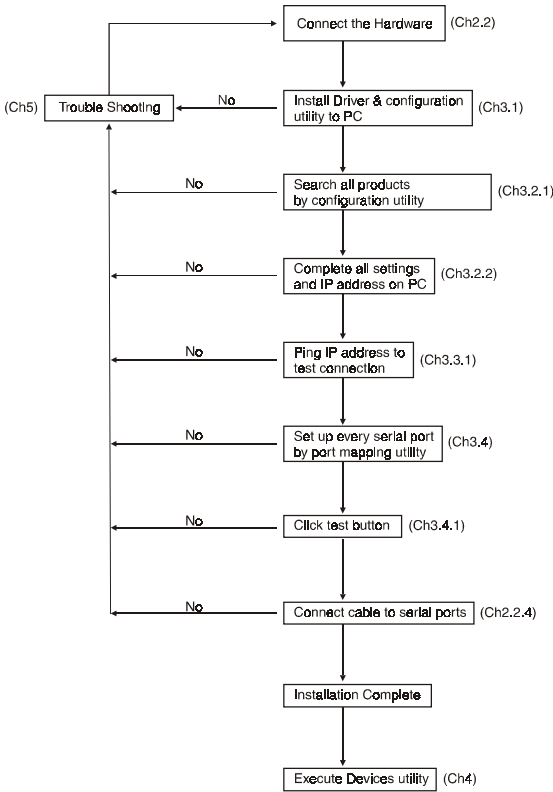 Connect the Hardware (Ch2.2)
(Ch5) Trouble Shooting No Install Driver & configuration
utility to PC (Ch3.1)
No Search all products
by configuration utility (Ch3.2.1)
No Complete all settings
and IP address on PC (Ch3.2.2)
No Ping IP address to
test connection (Ch3.3.1)
No Set up every serial port
by port mapping utility (Ch3.4)
No Click test button (Ch3.4.1)
No Connect cable to serial ports (Ch2.2.4)
Installation Complete
Execute Devices utility (Ch4)